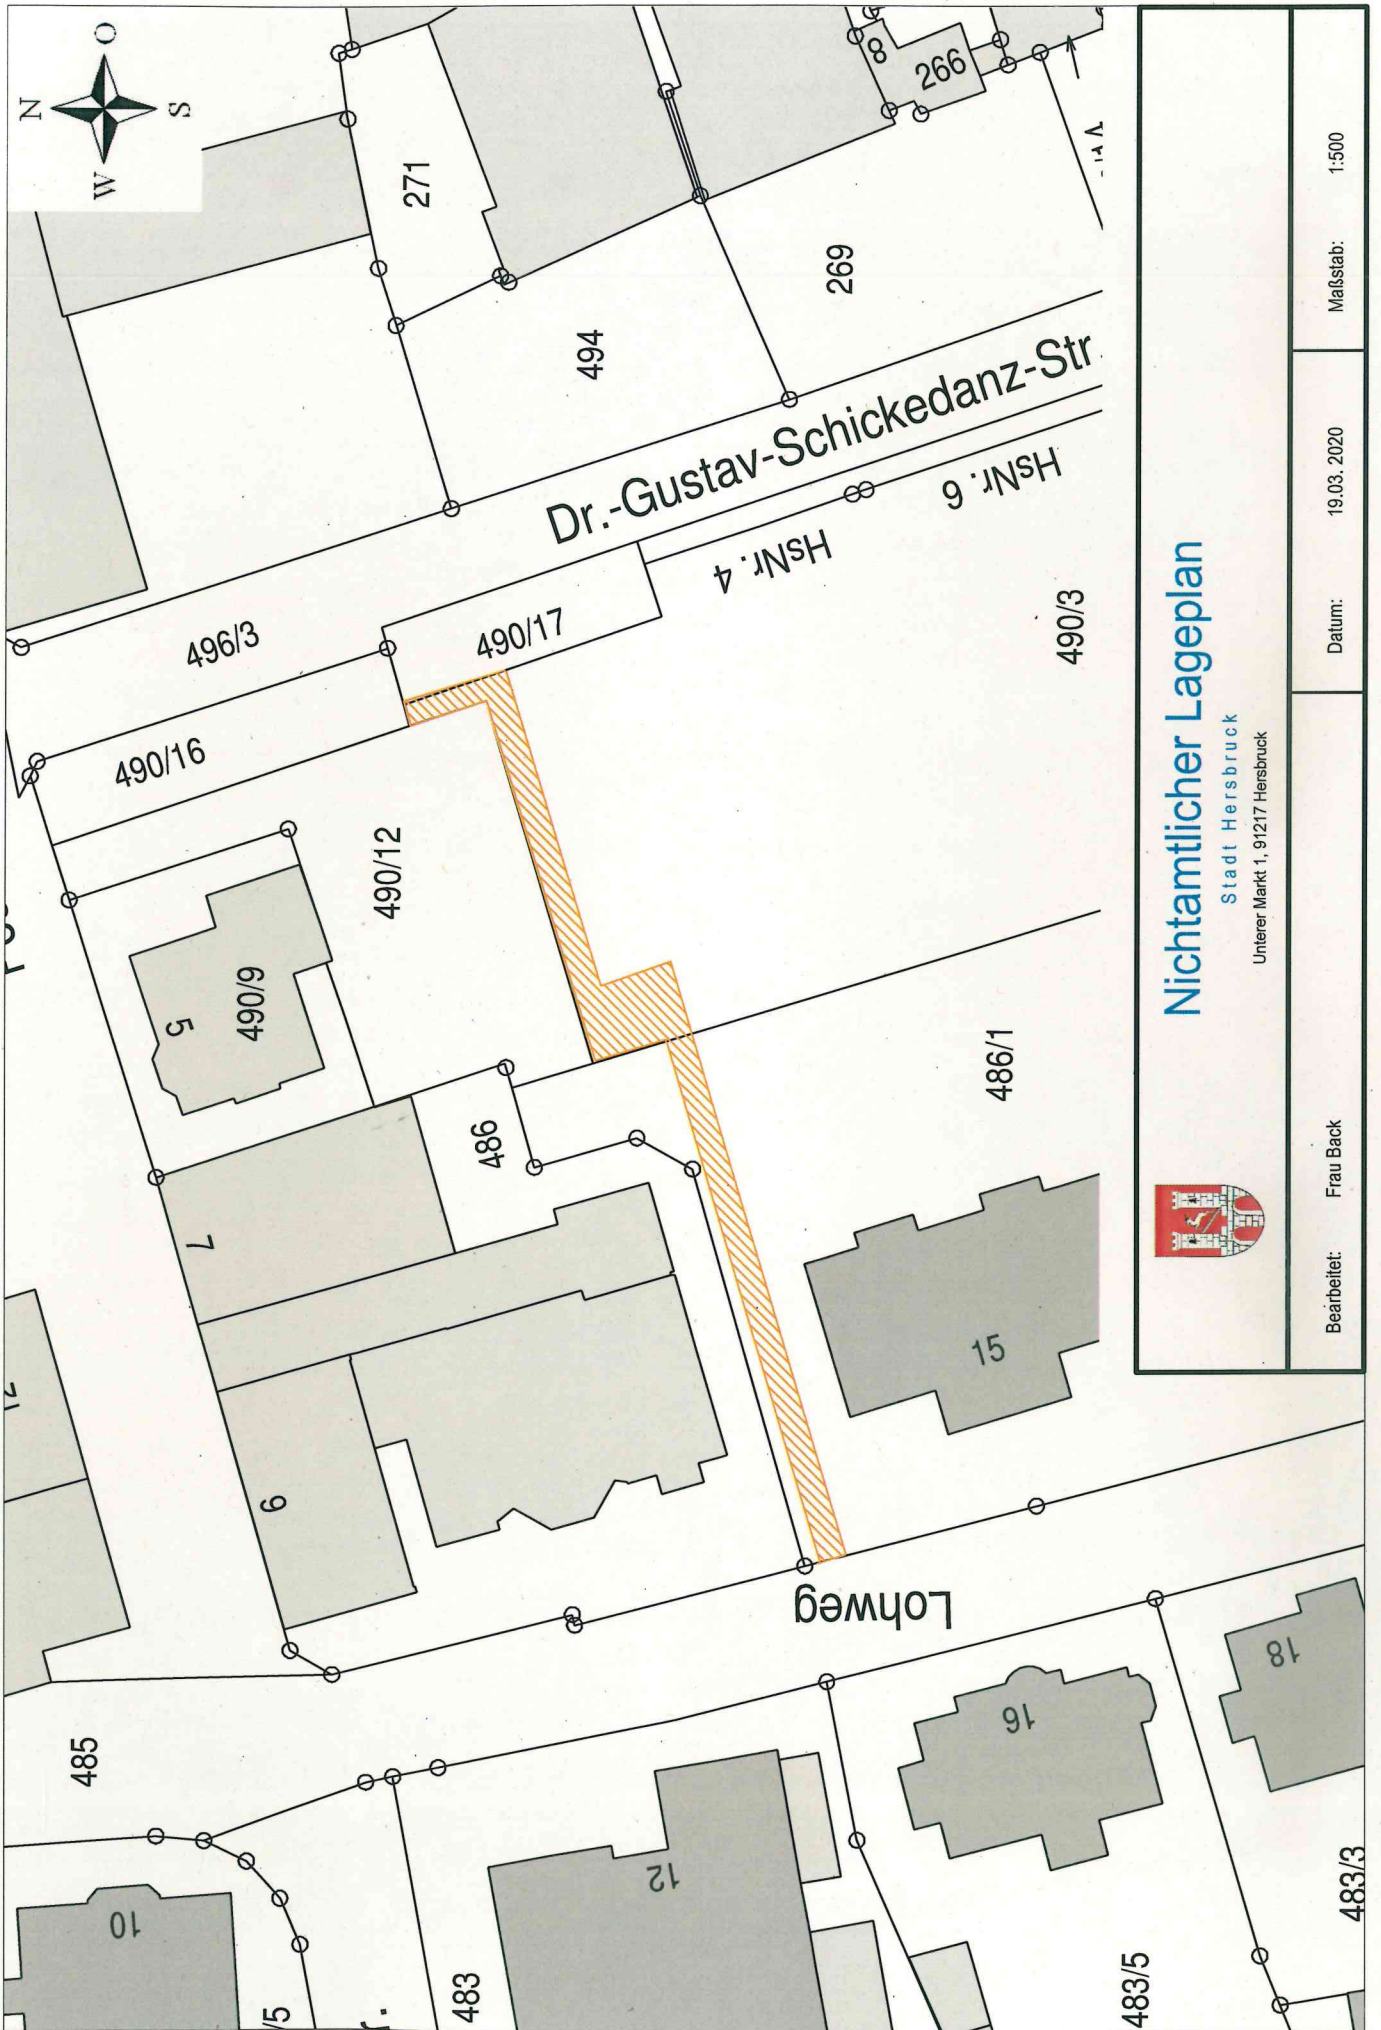 N
O
S
W
271
8
266
494
269
Dr.-Gustav-Schickedanz-Str
HsNr. 4
HsNr. 6
496/3
490/17
490/16
490/12
490/3
5
490/9
486
486/1
7
9
15
Lohweg
485
10
12
16
18
483
483/5
483/3
/5
Nichtamtlicher Lageplan
Stadt Hersbruck
Unterer Markt 1, 91217 Hersbruck
Bearbeitet: Frau Back
Datum: 19.03. 2020
Maßstab: 1:500